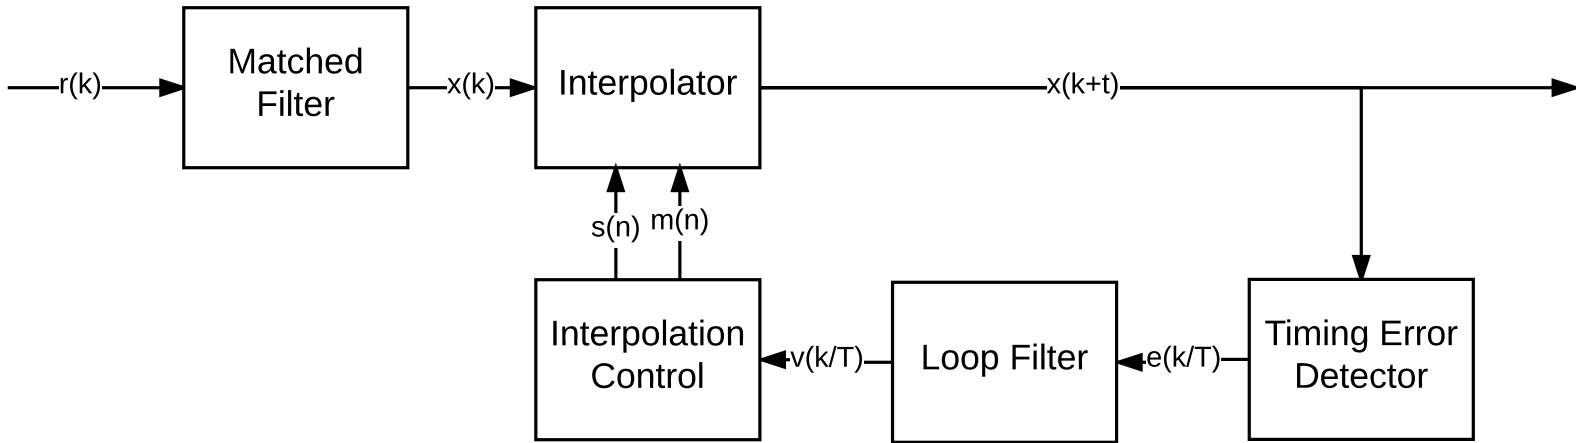 r(k)
Matched
Filter
x(k)
Interpolator
x(k+t)
s(n)
m(n)
Interpolation
Control
v(k/T)
Loop Filter
e(k/T)
Timing Error
Detector